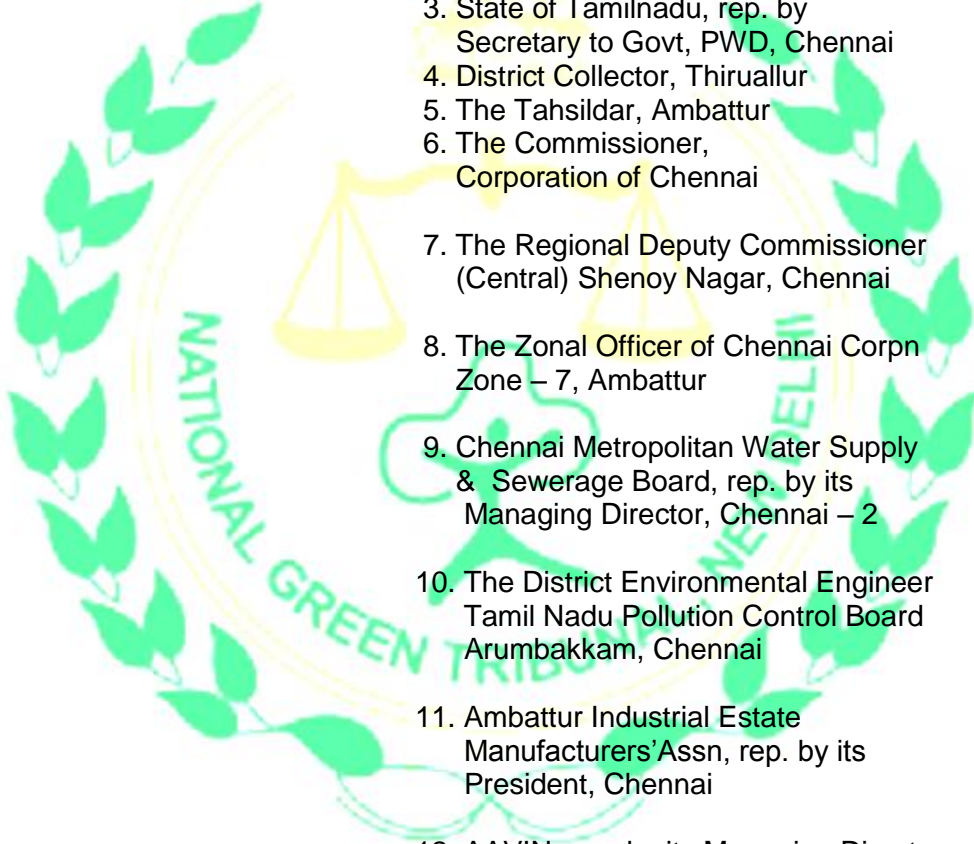 3. State of Tamilnadu, rep. by
Secretary to Govt, PWD, Chennai
4. District Collector, Thiruallur
5. The Tahsildar, Ambattur
6. The Commissioner,
Corporation of Chennai
7. The Regional Deputy Commissioner
(Central) Shenoy Nagar, Chennai
8. The Zonal Officer of Chennai Corpn
Zone – 7, Ambattur
9. Chennai Metropolitan Water Supply
& Sewerage Board, rep. by its
Managing Director, Chennai – 2
10. The District Environmental Engineer
Tamil Nadu Pollution Control Board
Arumbakkam, Chennai
11. Ambattur Industrial Estate
Manufacturers'Assn, rep. by its
President, Chennai
NATIONAL GREEN TRIBUNAL, NEW DELHI